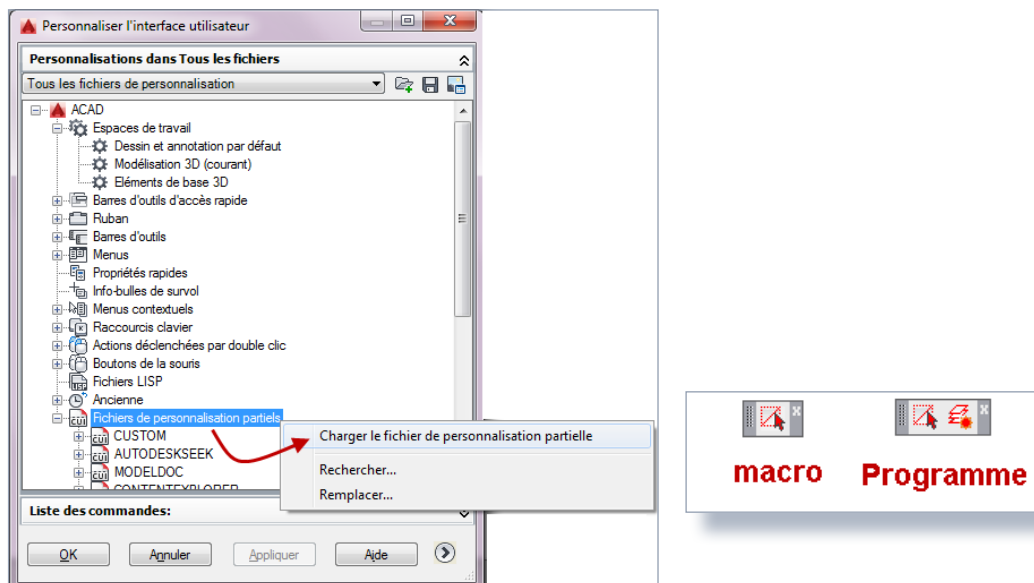 Personnaliser l'interface utilisateur
Personnalisations dans Tous les fichiers
Tous les fichiers de personnalisation
ACAD
Espaces de travail
Dessin et annotation par défaut
Modélisation 3D (courant)
Eléments de base 3D
Barres d'outils d'accès rapide
Ruban
Barres d'outils
Menus
Propriétés rapides
Info-bulles de survol
Menus contextuels
Raccourcis clavier
Actions déclenchées par double clic
Boutons de la souris
Fichiers LISP
Ancienne
Fichiers de personnalisation partiels
CUSTOM
AUTODESKSEEK
MODELDOC
CONTENTEXPLORER
Charger le fichier de personnalisation partielle
Rechercher...
Remplacer...
Liste des commandes:
OK Annuler Appliquer Aide
macro Programme